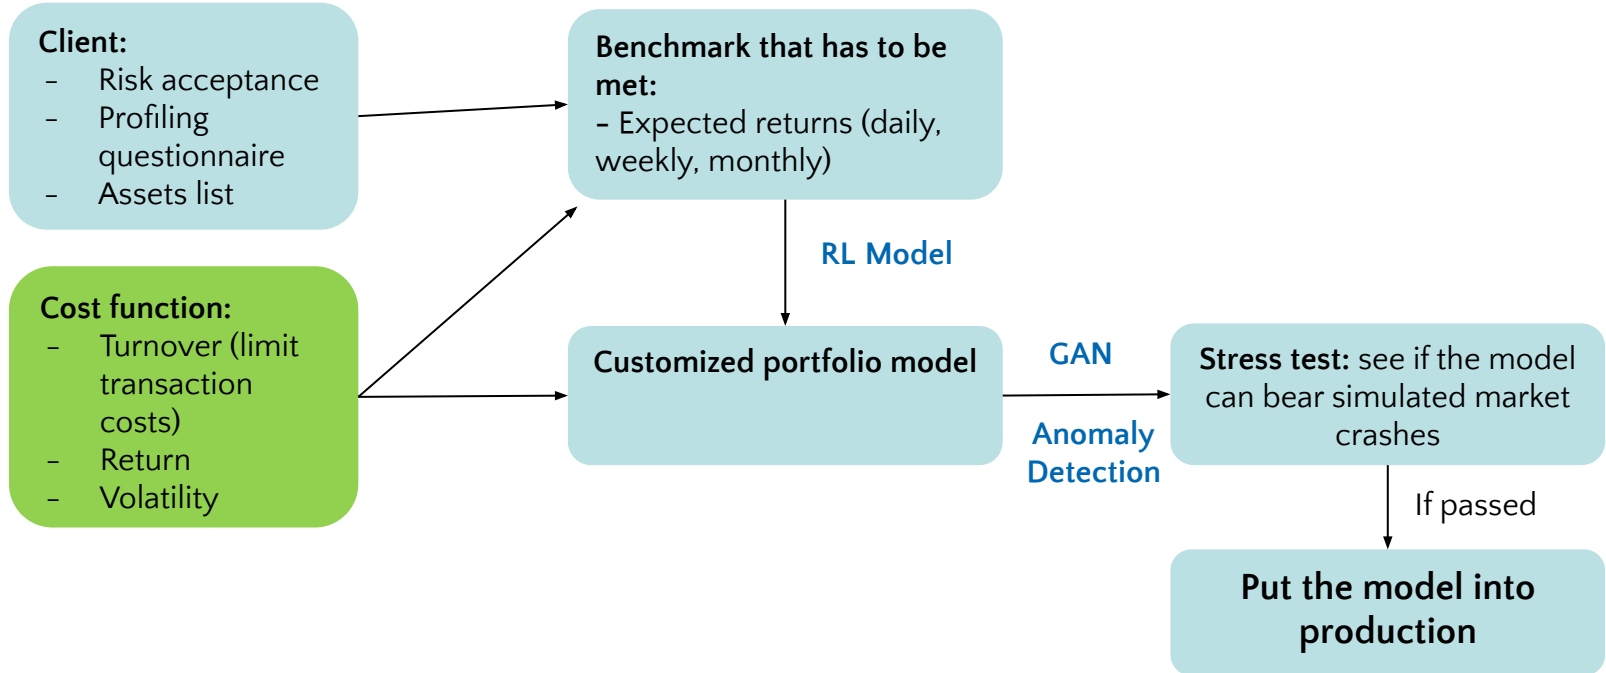 Client:
- Risk acceptance
- Profiling
questionnaire
- Assets list
Benchmark that has to be
met:
- Expected returns (daily,
weekly, monthly)
RL Model
Cost function:
- Turnover (limit
transaction
costs)
- Return
- Volatility
Customized portfolio model
GAN
Anomaly
Detection
Stress test: see if the model
can bear simulated market
crashes
If passed
Put the model into
production